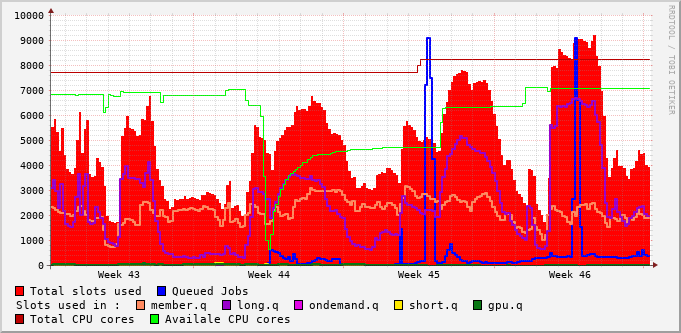 RRDTOOL / TOBI OETIKER
10000
9000
8000
7000
6000
5000
4000
3000
2000
1000
0
Week 43 Week 44 Week 45 Week 46
Total slots used Queued Jobs
Slots used in : member.q long.q ondemand.q short.q gpu.q
Total CPU cores Availale CPU cores